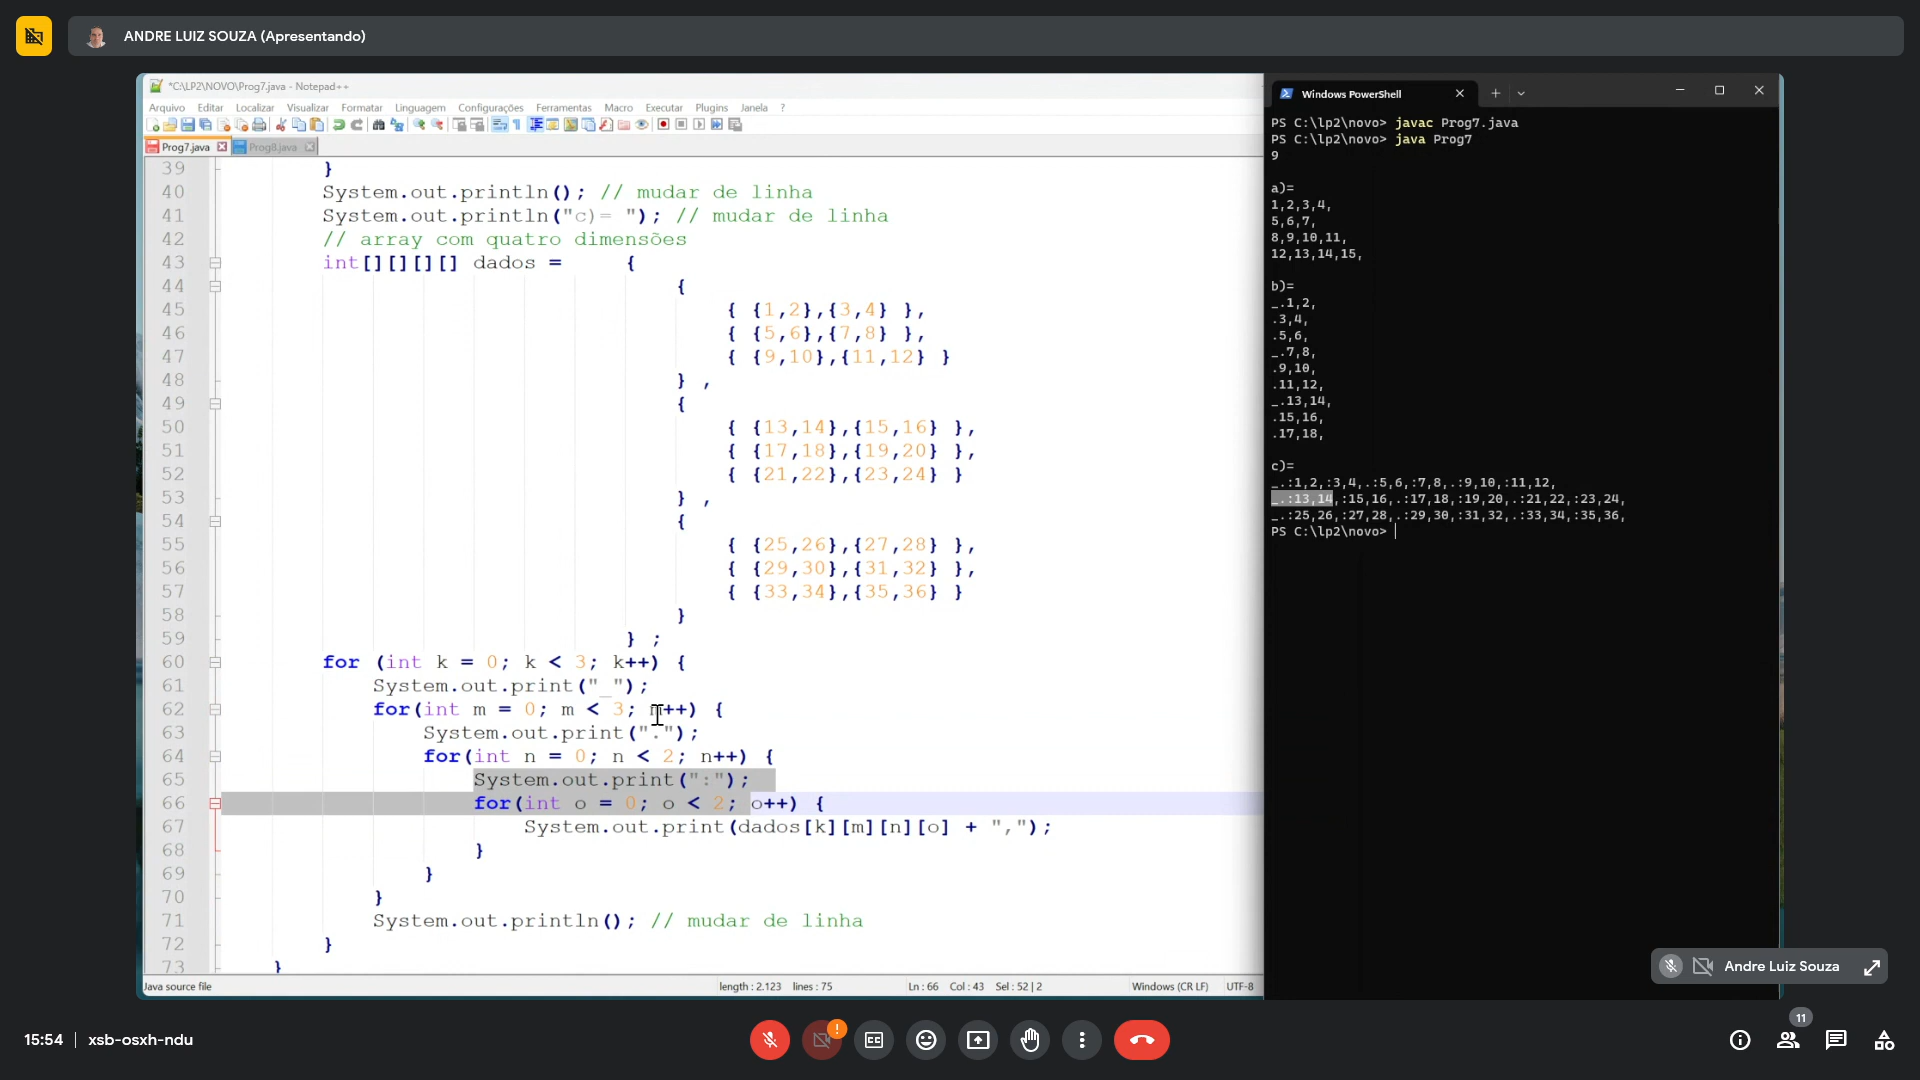 ANDRE LUIZ SOUZA (Apresentando)
*C:\LP2\NOVO\Prog7.java - Notepad++
Arquivo Editar Localizar Visualizar Formatar Linguagem Configurações Ferramentas Macro Executar Plugins Janela ?
Prog7.java Prog8.java
39 }
40 System.out.println(); // mudar de linha
41 System.out.println("c)= "); // mudar de linha
42 // array com quatro dimensões
43 int[][][][] dados = {
44 {
45 { {1,2},{3,4} },
46 { {5,6},{7,8} },
47 { {9,10},{11,12} }
48 } ,
49 {
50 { {13,14},{15,16} },
51 { {17,18},{19,20} },
52 { {21,22},{23,24} }
53 } ,
54 {
55 { {25,26},{27,28} },
56 { {29,30},{31,32} },
57 { {33,34},{35,36} }
58 }
59 } ;
60 for (int k = 0; k < 3; k++) {
61 System.out.print("_");
62 for(int m = 0; m < 3; m++) {
63 System.out.print(".");
64 for(int n = 0; n < 2; n++) {
65 System.out.print(":");
66 for(int o = 0; o < 2; o++) {
67 System.out.print(dados[k][m][n][o] + ",");
68 }
69 }
70 }
71 System.out.println(); // mudar de linha
72 }
73 }
Java source file length : 2.123 lines : 75 Ln : 66 Col : 43 Sel : 52 | 2 Windows (CR LF) UTF-8
Windows PowerShell
PS C:\lp2\novo> javac Prog7.java
PS C:\lp2\novo> java Prog7
9
a)=
1,2,3,4,
5,6,7,
8,9,10,11,
12,13,14,15,
b)=
_.1,2,
.3,4,
.5,6,
_.7,8,
.9,10,
.11,12,
_.13,14,
.15,16,
.17,18,
c)=
_.:1,2,:3,4,.:5,6,:7,8,.:9,10,:11,12,
_.:13,14,:15,16,.:17,18,:19,20,.:21,22,:23,24,
_.:25,26,:27,28,.:29,30,:31,32,.:33,34,:35,36,
PS C:\lp2\novo>
Andre Luiz Souza
15:54 | xsb-osxh-ndu
11